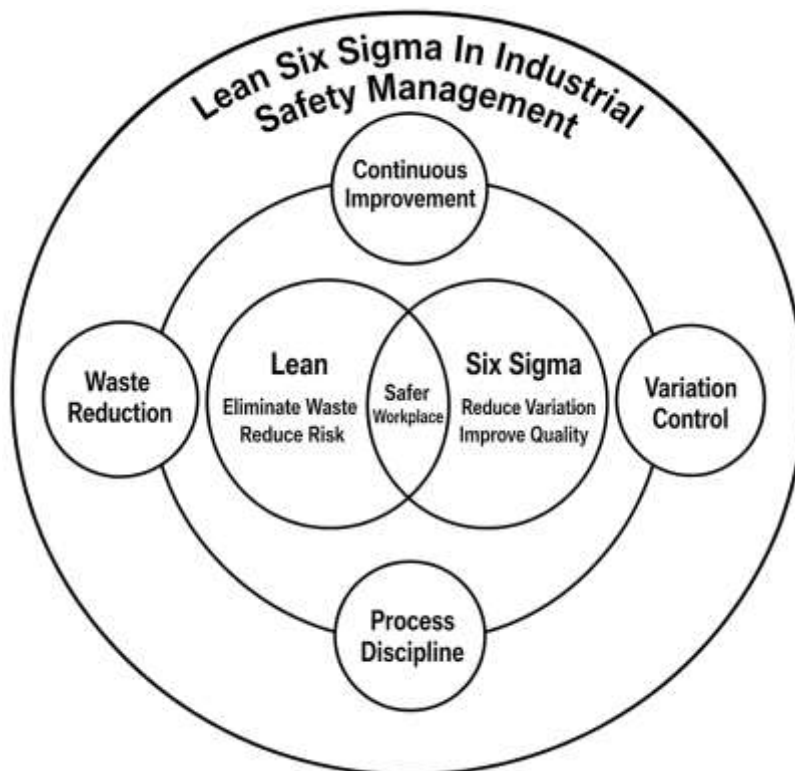 Lean Six Sigma In Industrial
Safety Management
Continuous
Improvement
Waste
Reduction
Lean
Eliminate Waste
Reduce Risk
Safer
Workplace
Six Sigma
Reduce Variation
Improve Quality
Variation
Control
Process
Discipline